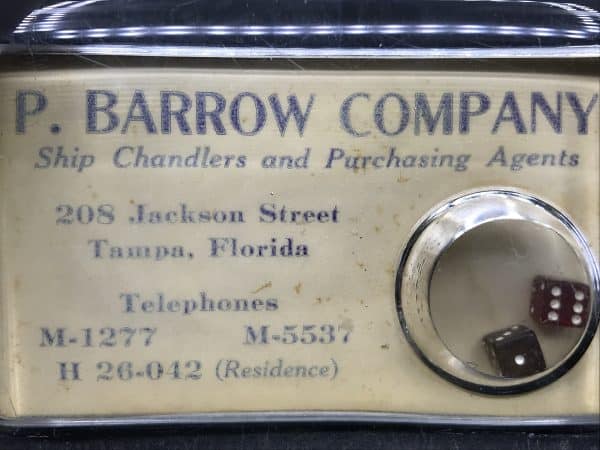 P. BARROW COMPANY
Ship Chandlers and Purchasing Agents
208 Jackson Street
Tampa, Florida
Telephones
M-1277 M-5537
H 26-042 (Residence)